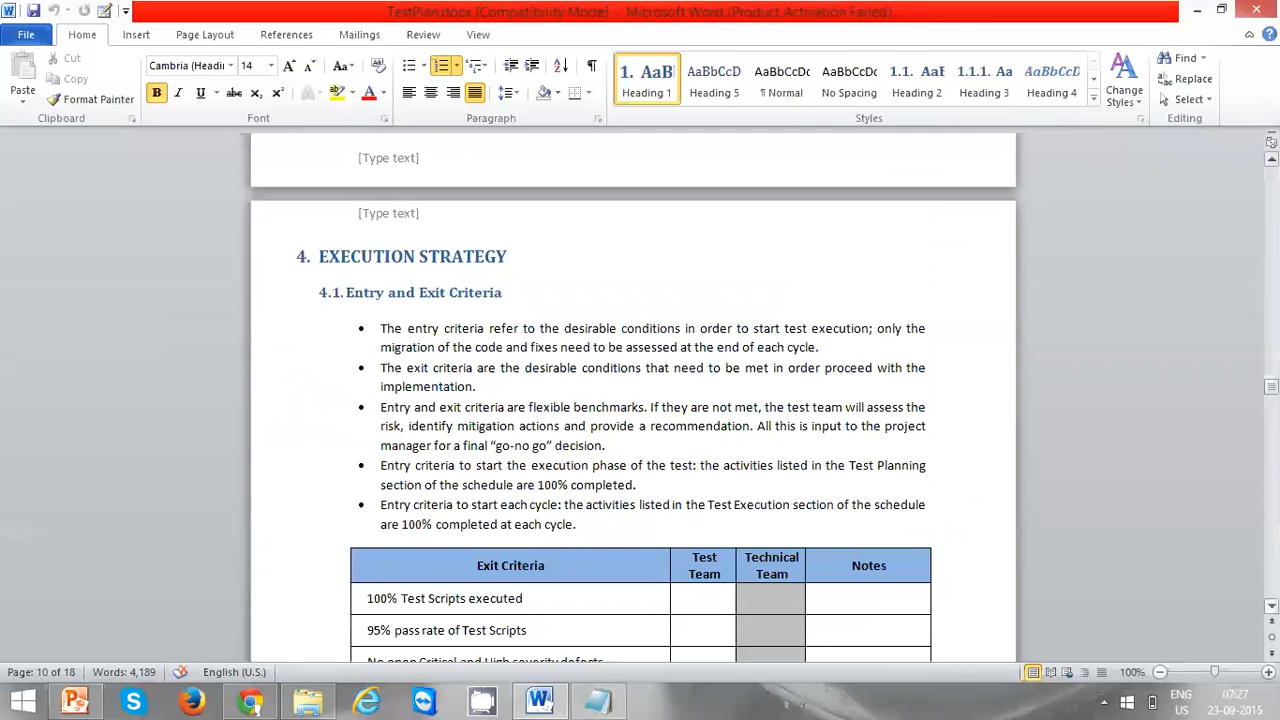 TestPlan.docx [Compatibility Mode] - Microsoft Word (Product Activation Failed)
File Home Insert Page Layout References Mailings Review View
Paste
Cut
Copy
Format Painter
Clipboard
Cambria (Headi 14
Font
Paragraph
1. AaB AaBbCcD AaBbCcDc AaBbCcDc 1.1. AaE 1.1.1. Aa AaBbCcD
Heading 1 Heading 5 ¶ Normal No Spacing Heading 2 Heading 3 Heading 4
Styles
Change
Styles
Find
Replace
Select
Editing
[Type text]
[Type text]
4. EXECUTION STRATEGY
4.1. Entry and Exit Criteria
• The entry criteria refer to the desirable conditions in order to start test execution; only the
migration of the code and fixes need to be assessed at the end of each cycle.
• The exit criteria are the desirable conditions that need to be met in order proceed with the
implementation.
• Entry and exit criteria are flexible benchmarks. If they are not met, the test team will assess the
risk, identify mitigation actions and provide a recommendation. All this is input to the project
manager for a final “go-no go” decision.
• Entry criteria to start the execution phase of the test: the activities listed in the Test Planning
section of the schedule are 100% completed.
• Entry criteria to start each cycle: the activities listed in the Test Execution section of the schedule
are 100% completed at each cycle.
Exit Criteria
Test
Team
Technical
Team
Notes
100% Test Scripts executed
95% pass rate of Test Scripts
No open Critical and High severity defects
Page: 10 of 18 Words: 4,189 English (U.S.) 100%
ENG 07:27
US 23-09-2015